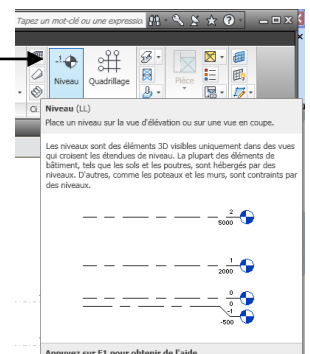 Tapez un mot-clé ou une expressio
Niveau Quadrillage Pièce
Ci.
Niveau (LL)
Place un niveau sur la vue d'élévation ou sur une vue en coupe.
Les niveaux sont des éléments 3D visibles uniquement dans des vues
qui croisent les étendues de niveau. La plupart des éléments de
bâtiment, tels que les sols et les poutres, sont hébergés par des
niveaux. D'autres, comme les poteaux et les murs, sont contraints par
des niveaux.
2
5000
1
2000
0
0
-1
-500
Appuyez sur F1 pour obtenir de l'aide